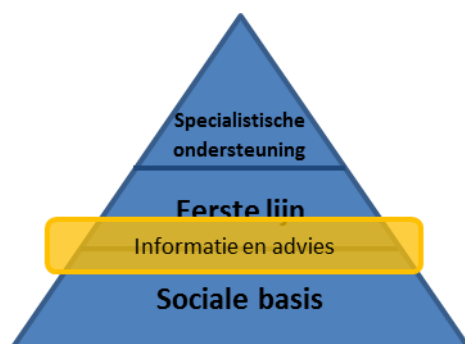 Specialistische
ondersteuning
Eerste lijn
Informatie en advies
Sociale basis